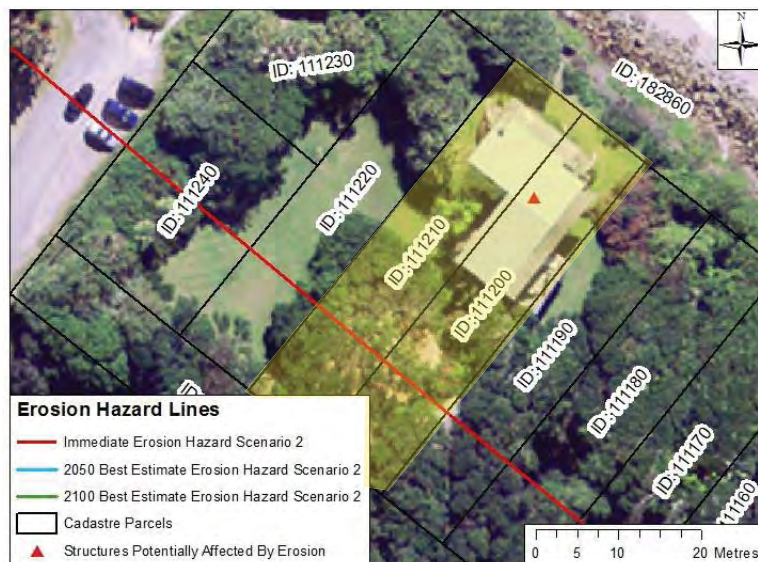 N
ID: 111230
ID: 182860
ID: 111240
ID: 111220
ID: 111210
ID: 111200
ID: 111190
ID: 111180
ID: 111170
111160
Erosion Hazard Lines
Immediate Erosion Hazard Scenario 2
2050 Best Estimate Erosion Hazard Scenario 2
2100 Best Estimate Erosion Hazard Scenario 2
Cadastre Parcels
Structures Potentially Affected By Erosion
0 5 10 20 Metres